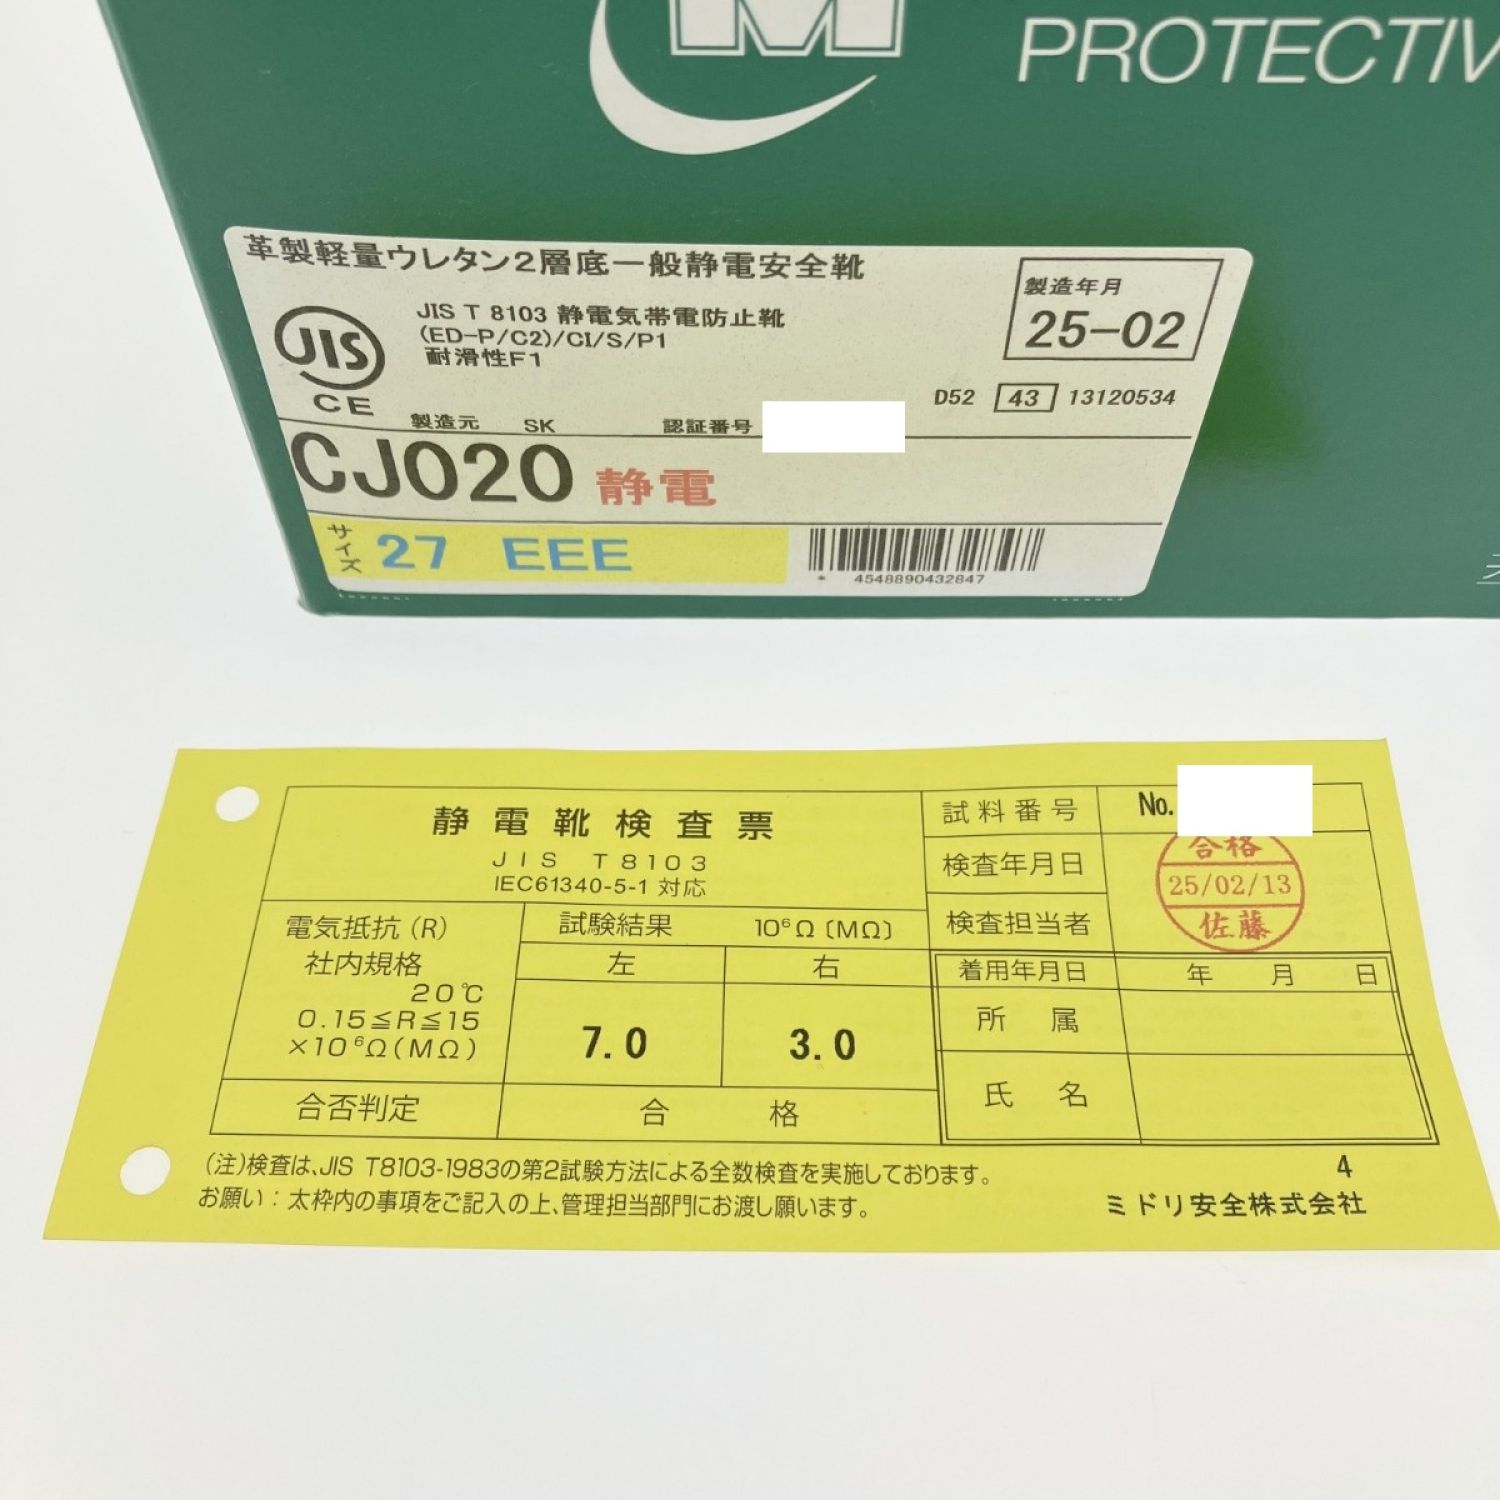 M
PROTECTIV
革製軽量ウレタン2層底一般静電安全靴
JIS
CE
JIS T 8103 静電気帯電防止靴
(ED-P/C2)/CI/S/P1
耐滑性F1
製造年月
25-02
D52 43 13120534
製造元 SK 認証番号
CJ020 静電
サイズ 27 EEE
* 4548890432847
静電靴検査票
JIS T8103
IEC61340-5-1 対応
試料番号 No.
検査年月日
検査担当者
合格
25/02/13
佐藤
電気抵抗(R)
社内規格
20℃
0.15≦R≦15
×10⁶Ω(MΩ)
試験結果 10⁶Ω〔MΩ〕
左 右
7.0 3.0
合否判定 合格
着用年月日 年 月 日
所属
氏名
(注)検査は、JIS T8103-1983の第2試験方法による全数検査を実施しております。
お願い：太枠内の事項をご記入の上、管理担当部門にお渡し願います。
4
ミドリ安全株式会社